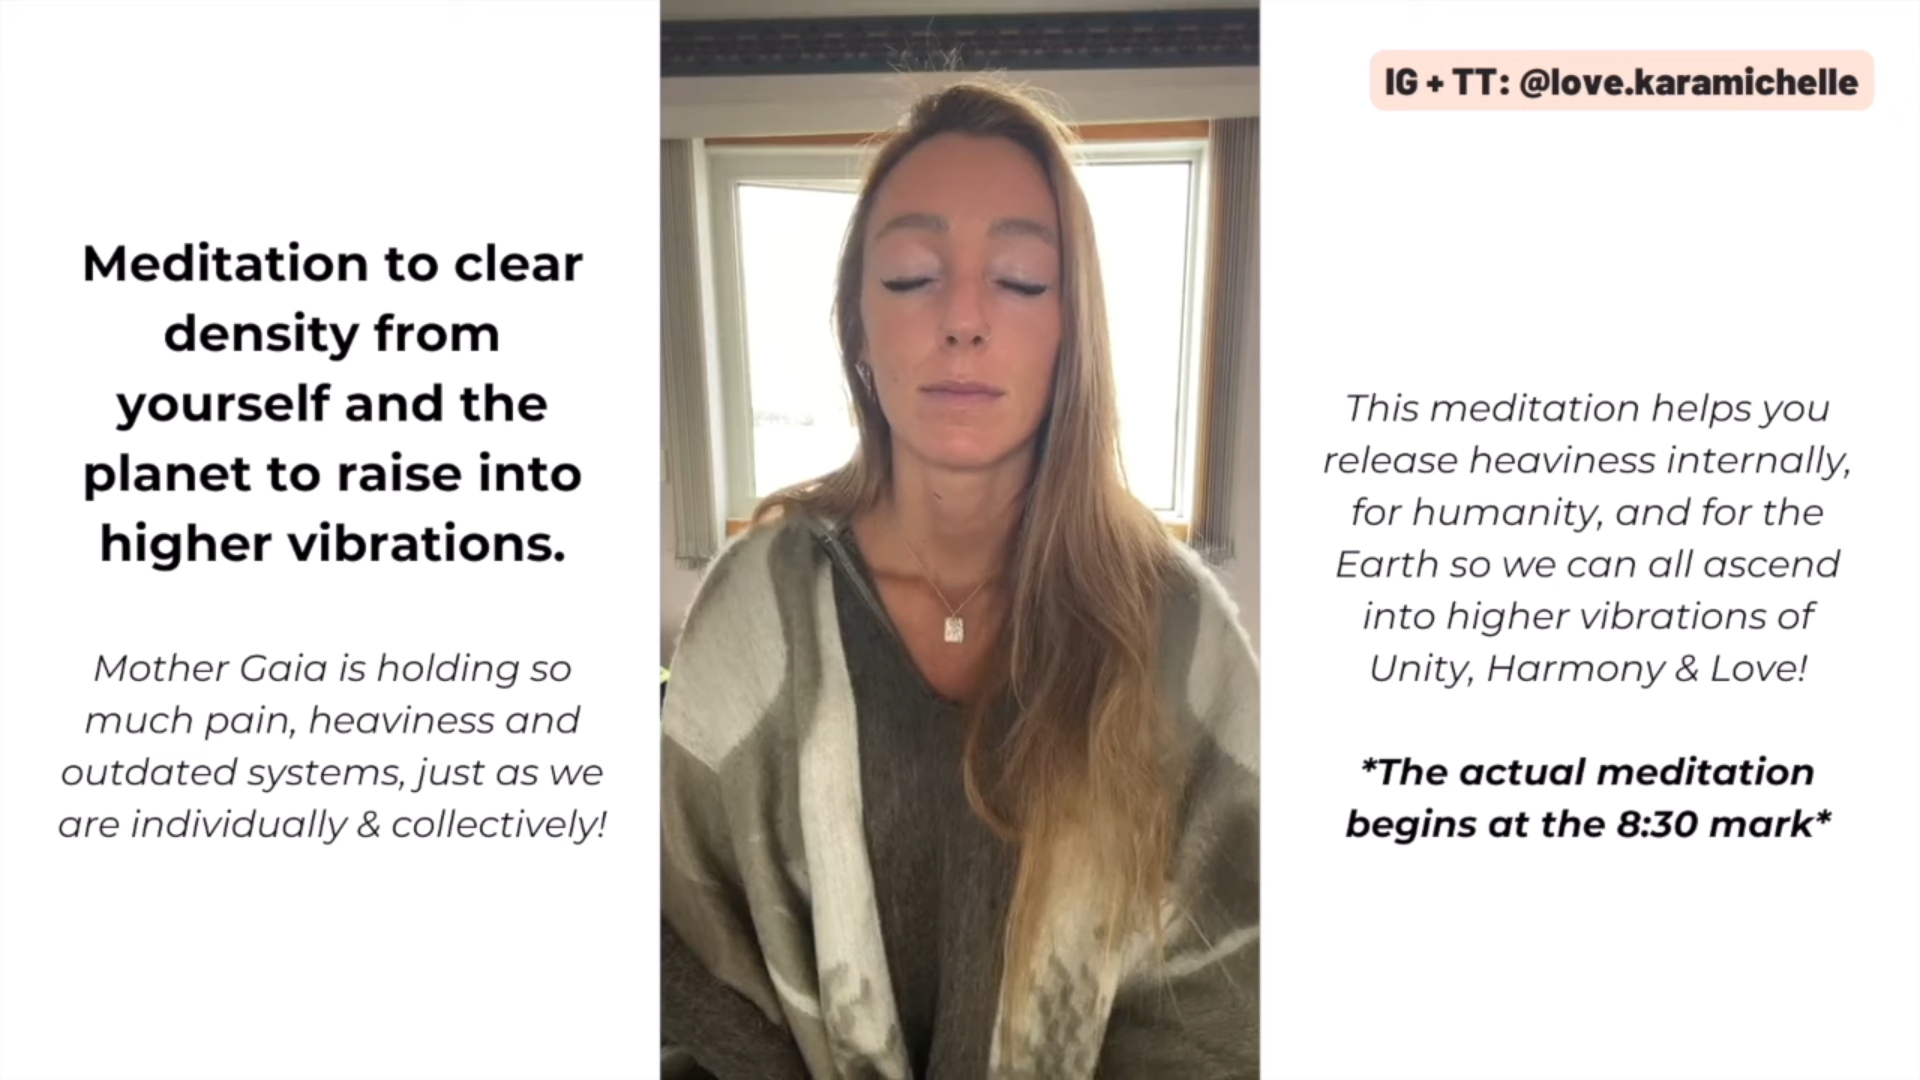 Meditation to clear
density from
yourself and the
planet to raise into
higher vibrations.
Mother Gaia is holding so
much pain, heaviness and
outdated systems, just as we
are individually & collectively!
IG + TT: @love.karamichelle
This meditation helps you
release heaviness internally,
for humanity, and for the
Earth so we can all ascend
into higher vibrations of
Unity, Harmony & Love!
*The actual meditation
begins at the 8:30 mark*